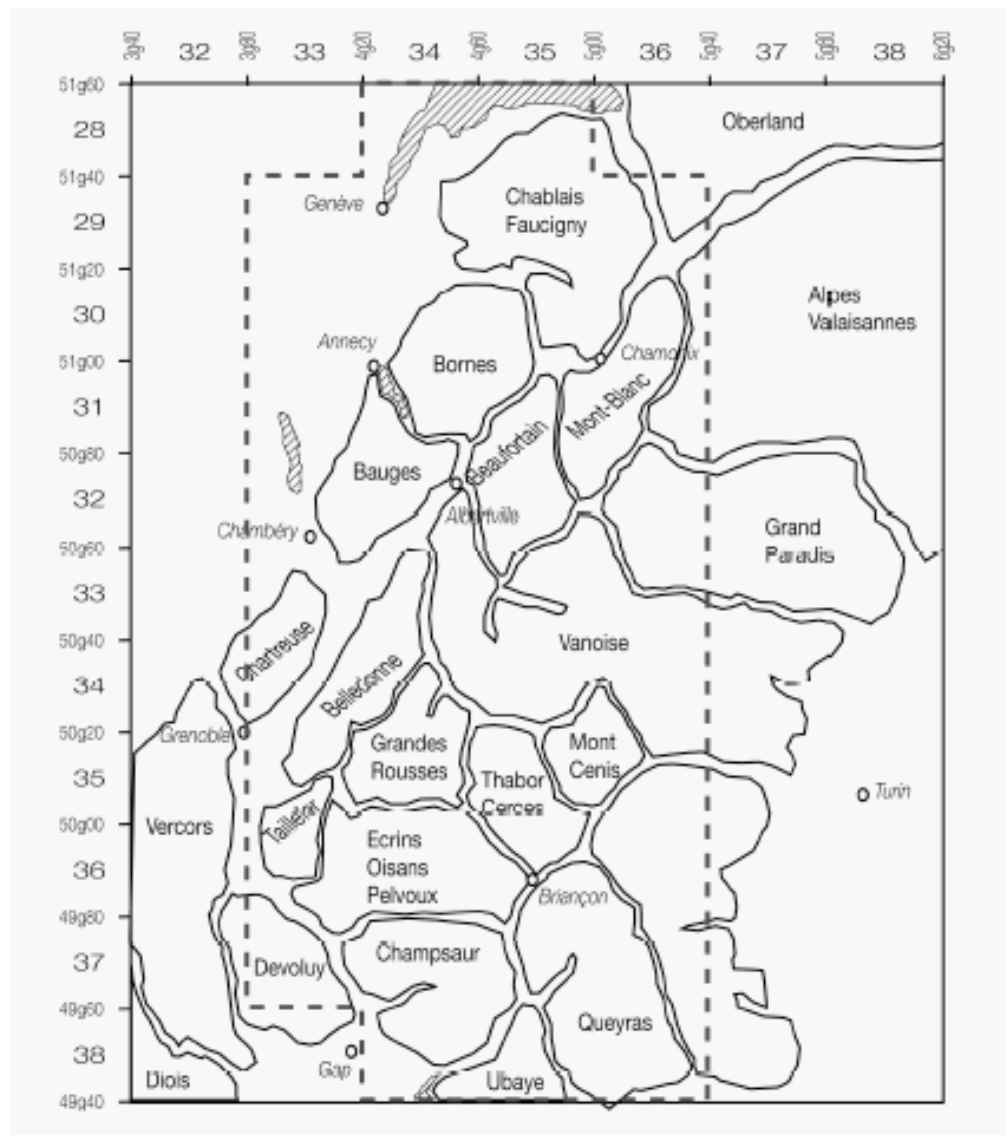 3g40 32 3g80 33 4g20 34 4g60 35 5g00 36 5g40 37 5g80 38 6g20
51g60
28
Oberland
51g40
Genève
Chablais
Faucigny
29
51g20
30
Alpes
Valaisannes
Annecy
Chamonix
51g00
Bornes
31
Mont-Blanc
50g80
Beaufortain
Bauges
32
Albertville
Chambéry
Grand
Paradis
50g60
33
50g40
Chartreuse
Vanoise
34
Belledonne
50g20
Grenoble
Grandes
Rousses
Mont
Cenis
35
Thabor
Cerces
Turin
50g00
Vercors
Taillefer
Ecrins
Oisans
Pelvoux
36
Briançon
49g80
37
Devoluy
Champsaur
49g60
Queyras
38
Gap
Diois
Ubaye
49g40